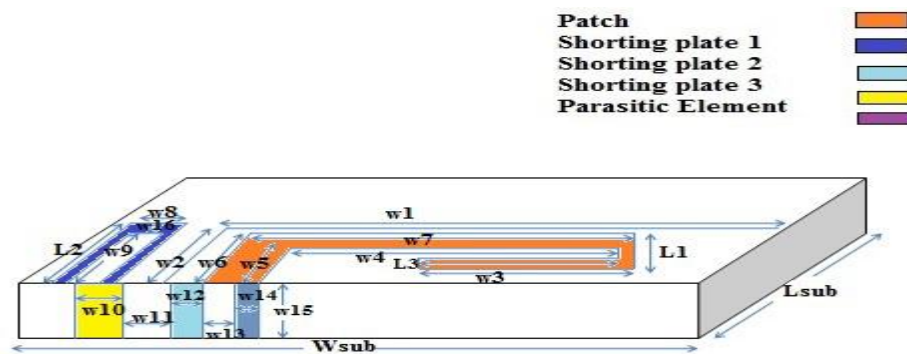 Patch
Shorting plate 1
Shorting plate 2
Shorting plate 3
Parasitic Element
w8
w16
w1
L2
w9
w2
w6
w5
w7
w4
L1
L3
w3
w12
w14
w10
w11
w13
w15
Lsub
Wsub